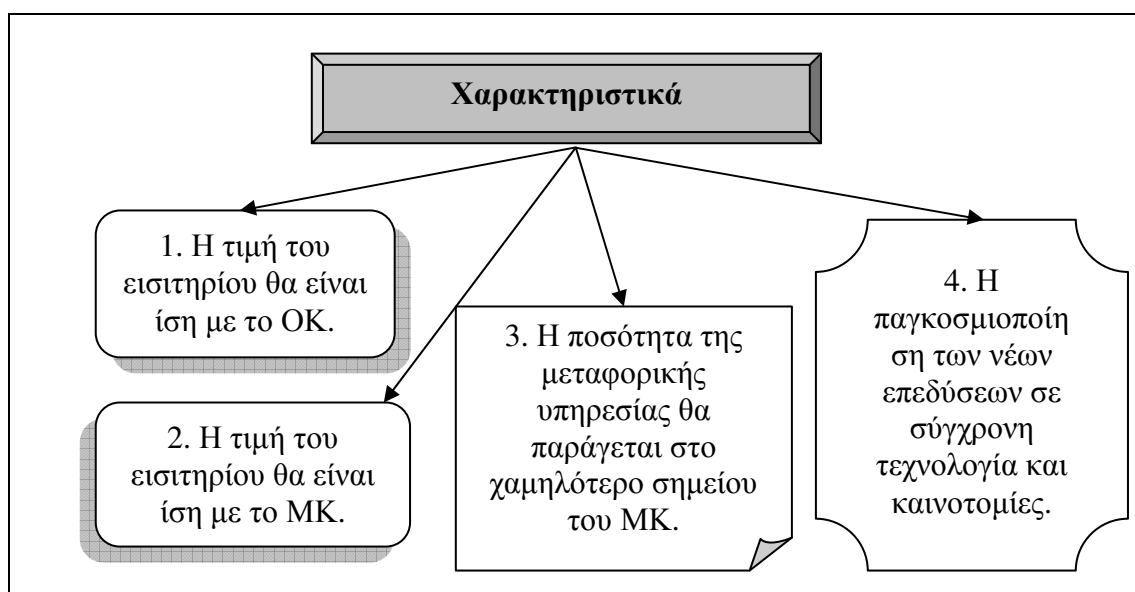 Χαρακτηριστικά
1. Η τιμή του
εισιτηρίου θα είναι
ίση με το ΟΚ.
2. Η τιμή του
εισιτηρίου θα είναι
ίση με το ΜΚ.
3. Η ποσότητα της
μεταφορικής
υπηρεσίας θα
παράγεται στο
χαμηλότερο σημείου
του ΜΚ.
4. Η
παγκοσμιοποίη
ση των νέων
επεδύσεων σε
σύγχρονη
τεχνολογία και
καινοτομίες.